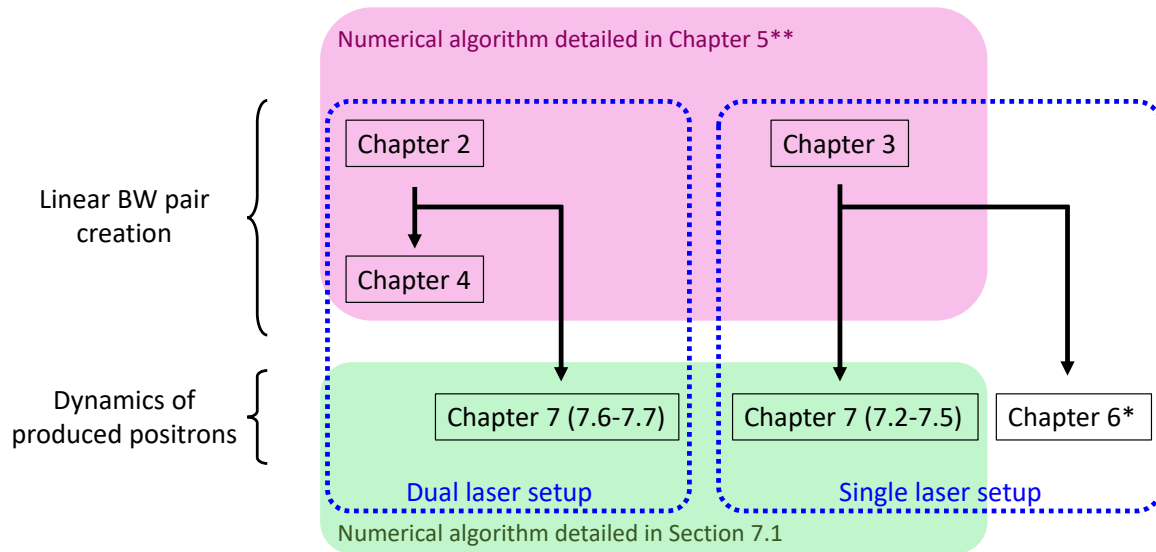 Numerical algorithm detailed in Chapter 5**
Linear BW pair
creation
Chapter 2
Chapter 3
Chapter 4
Dynamics of
produced positrons
Chapter 7 (7.6-7.7)
Chapter 7 (7.2-7.5)
Chapter 6*
Dual laser setup
Single laser setup
Numerical algorithm detailed in Section 7.1